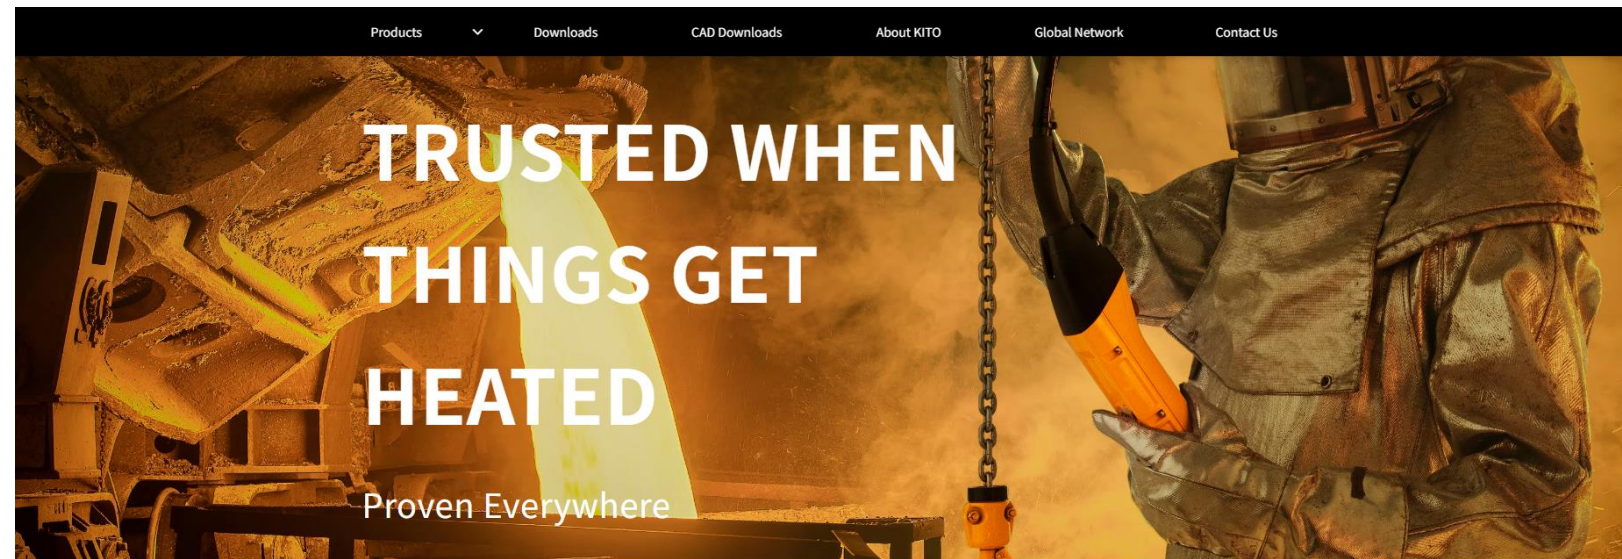 Products Downloads CAD Downloads About KITO Global Network Contact Us
TRUSTED WHEN
THINGS GET
HEATED
Proven Everywhere